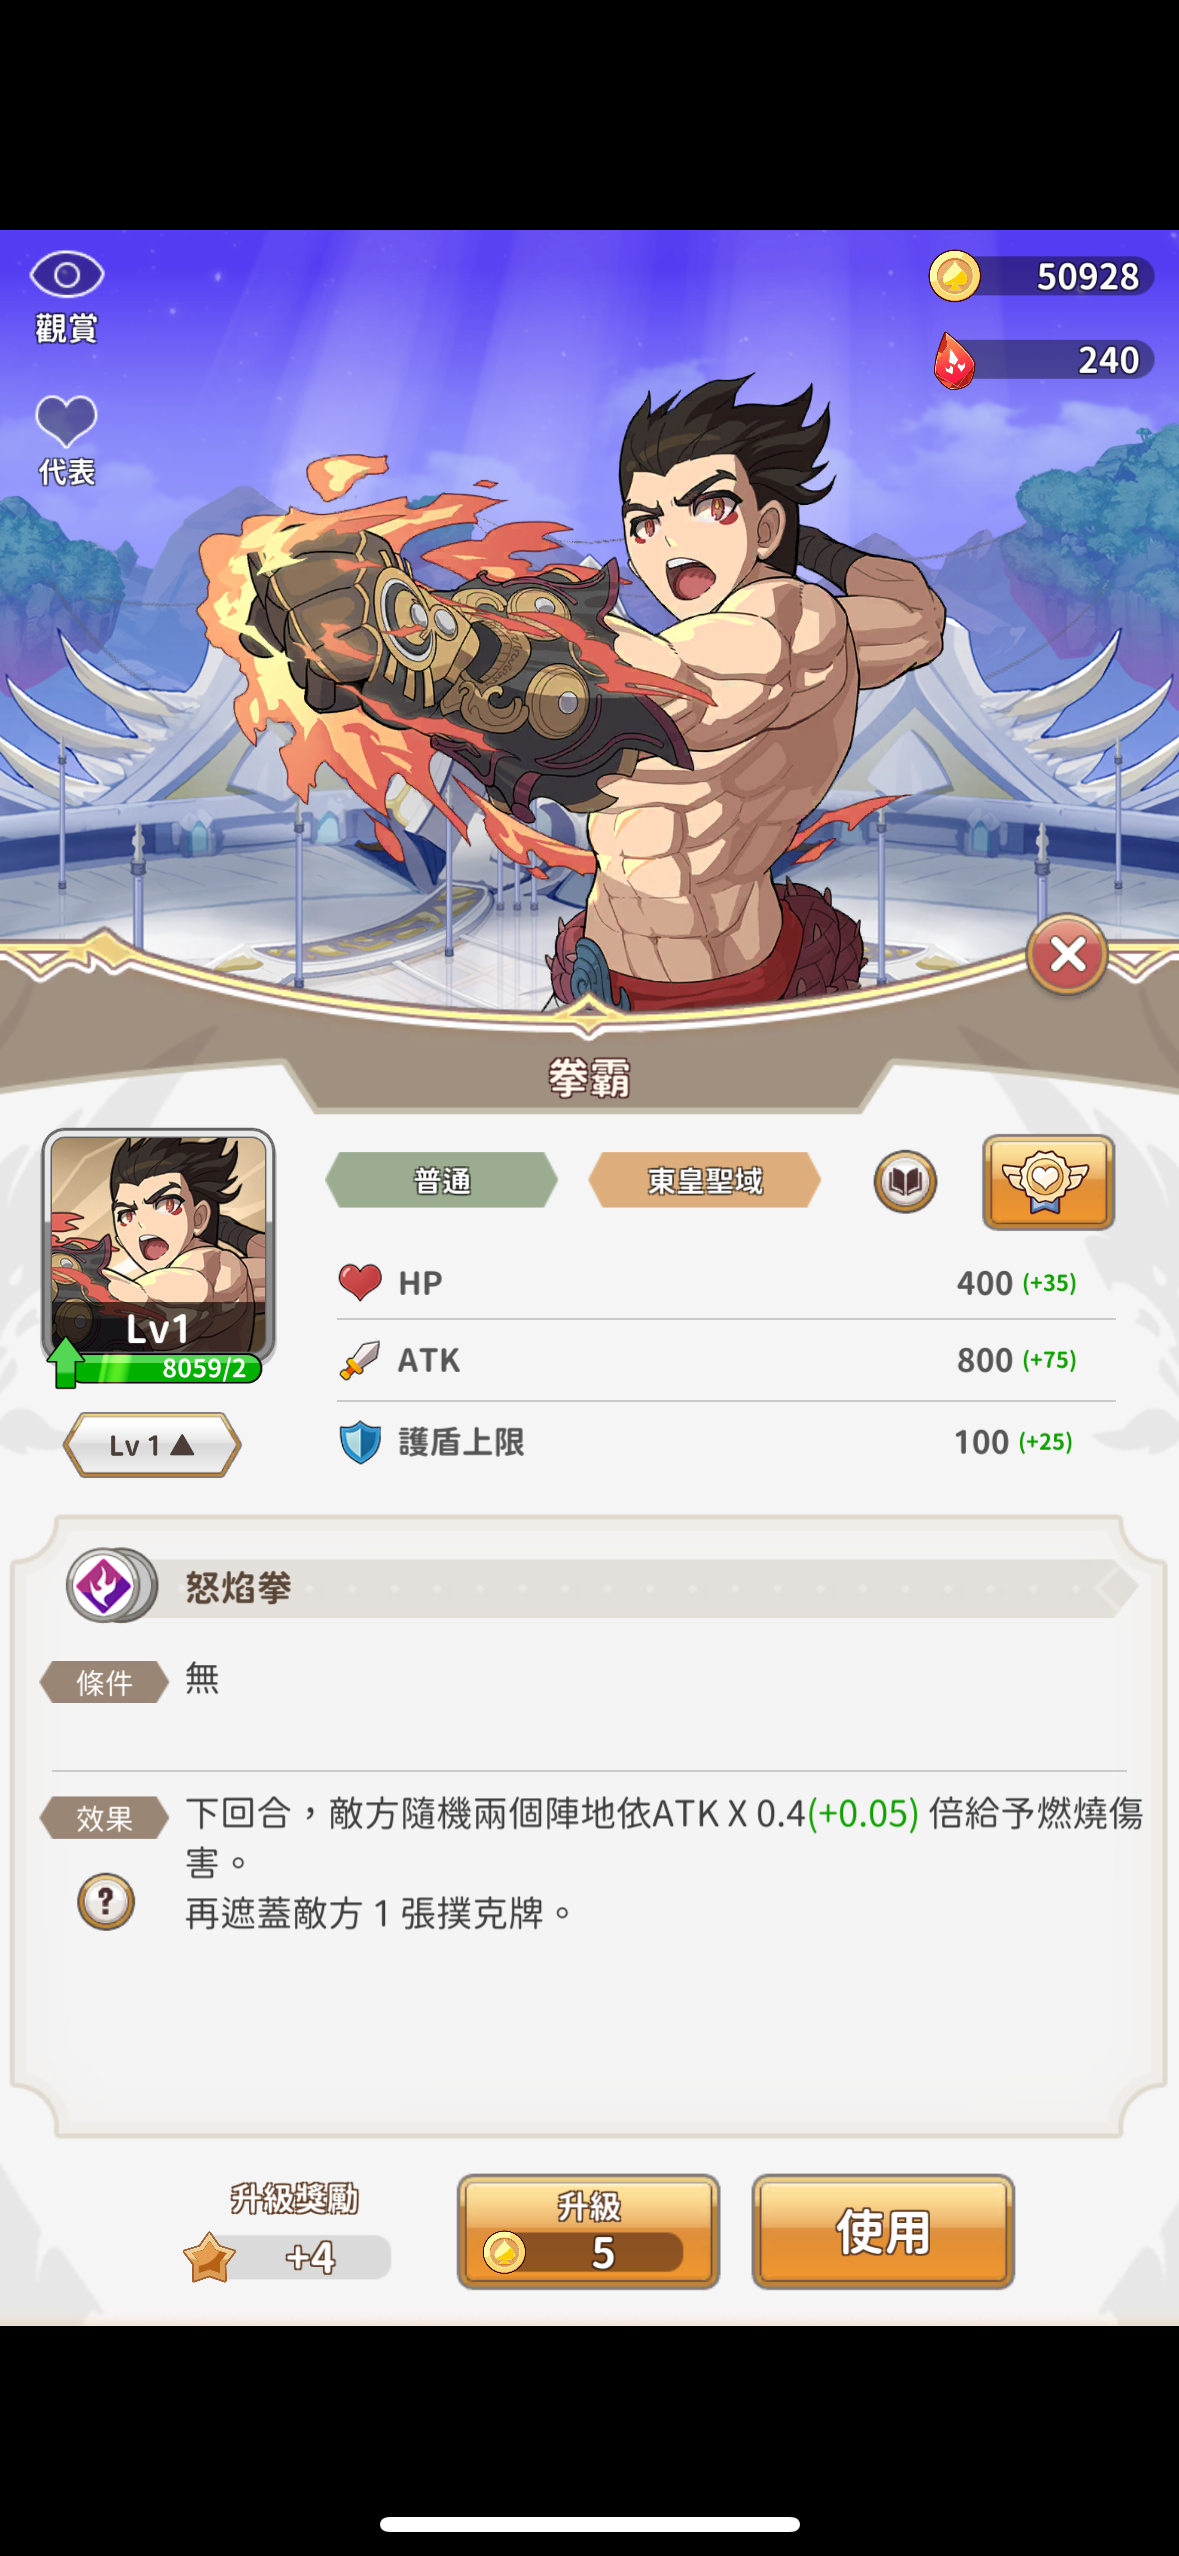 觀賞
50928
240
代表
拳霸
普通
東皇聖域
HP
400 (+35)
Lv1
8059/2
ATK
800 (+75)
Lv 1 ▲
護盾上限
100 (+25)
怒焰拳
條件
無
效果
下回合，敵方隨機兩個陣地依ATK X 0.4(+0.05) 倍給予燃燒傷
害。
?
再遮蓋敵方 1 張撲克牌。
升級獎勵
+4
升級
5
使用